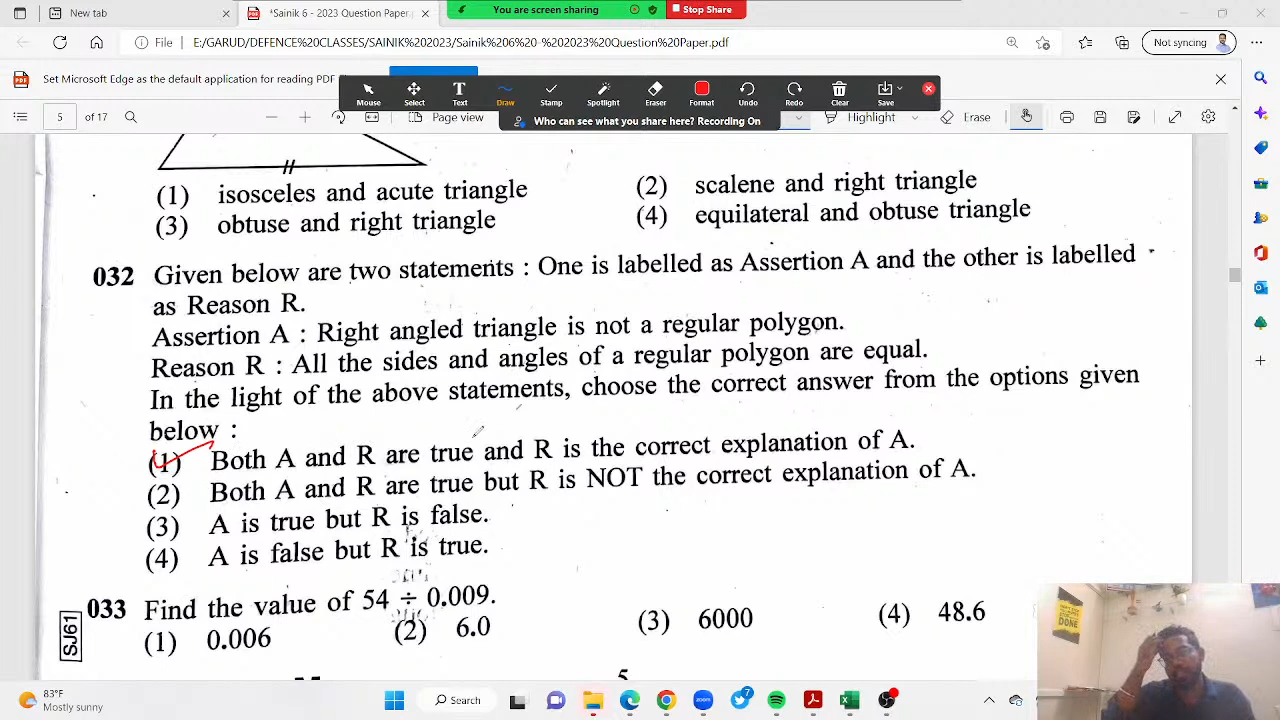 New tab
*Sainik 6 - 2023 Question Paper.
You are screen sharing
Stop Share
File
E:/GARUD/DEFENCE%20CLASSES/SAINIK%202023/Sainik%206%20-%202023%20Question%20Paper.pdf
Not syncing
Set Microsoft Edge as the default application for reading PDF
Mouse Select Text Draw Stamp Spotlight Eraser Format Undo Redo Clear Save
of 17
Page view
Who can see what you share here? Recording On
Highlight
Erase
(1) isosceles and acute triangle (2) scalene and right triangle
(3) obtuse and right triangle (4) equilateral and obtuse triangle
032 Given below are two statements : One is labelled as Assertion A and the other is labelled
as Reason R.
Assertion A : Right angled triangle is not a regular polygon.
Reason R : All the sides and angles of a regular polygon are equal.
In the light of the above statements, choose the correct answer from the options given
below :
(1) Both A and R are true and R is the correct explanation of A.
(2) Both A and R are true but R is NOT the correct explanation of A.
(3) A is true but R is false.
(4) A is false but R is true.
033 Find the value of 54 ÷ 0.009.
(1) 0.006 (2) 6.0 (3) 6000 (4) 48.6
SJ61
5
DONE
83°F
Mostly
Search
zoom
7